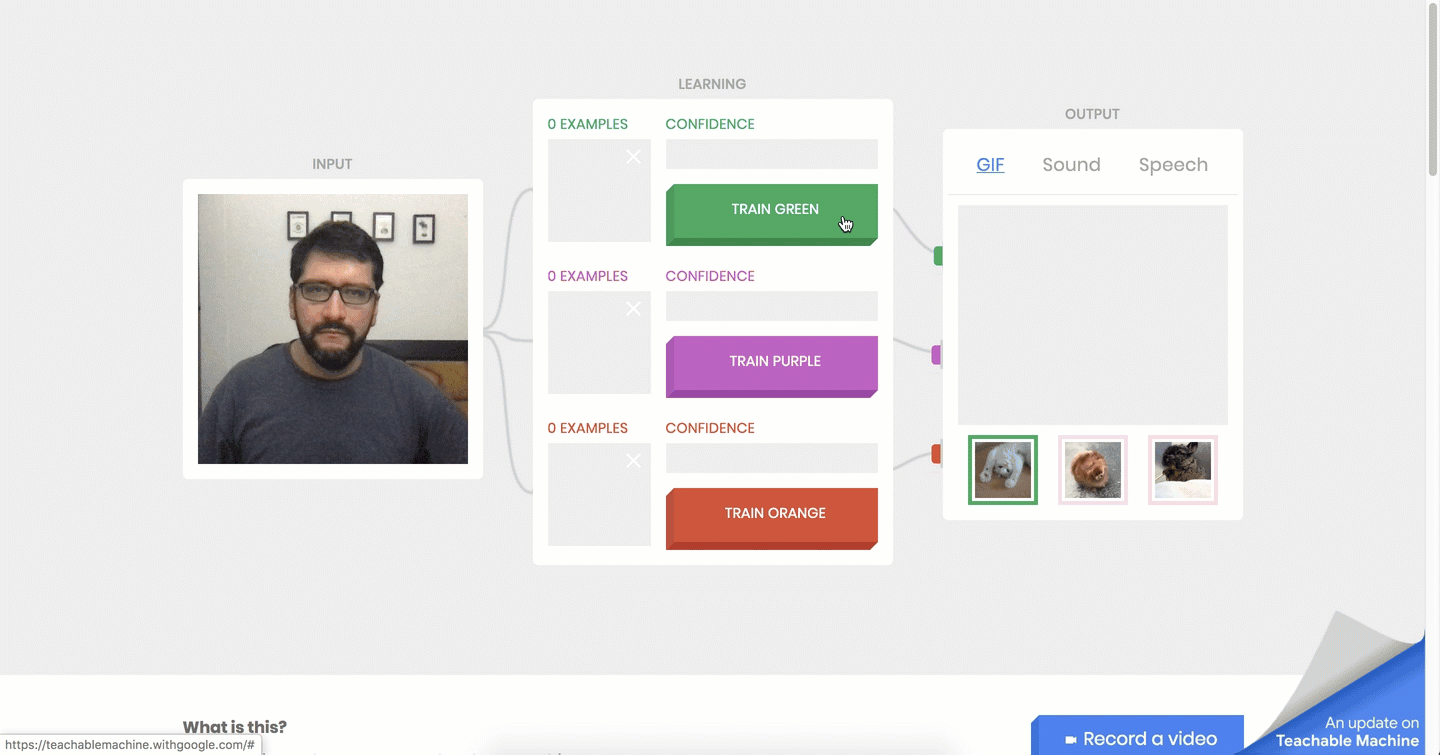 LEARNING
OUTPUT
INPUT
0 EXAMPLES
CONFIDENCE
TRAIN GREEN
0 EXAMPLES
CONFIDENCE
TRAIN PURPLE
0 EXAMPLES
CONFIDENCE
TRAIN ORANGE
GIF Sound Speech
What is this?
https://teachablemachine.withgoogle.com/#
Record a video
An update on
Teachable Machine